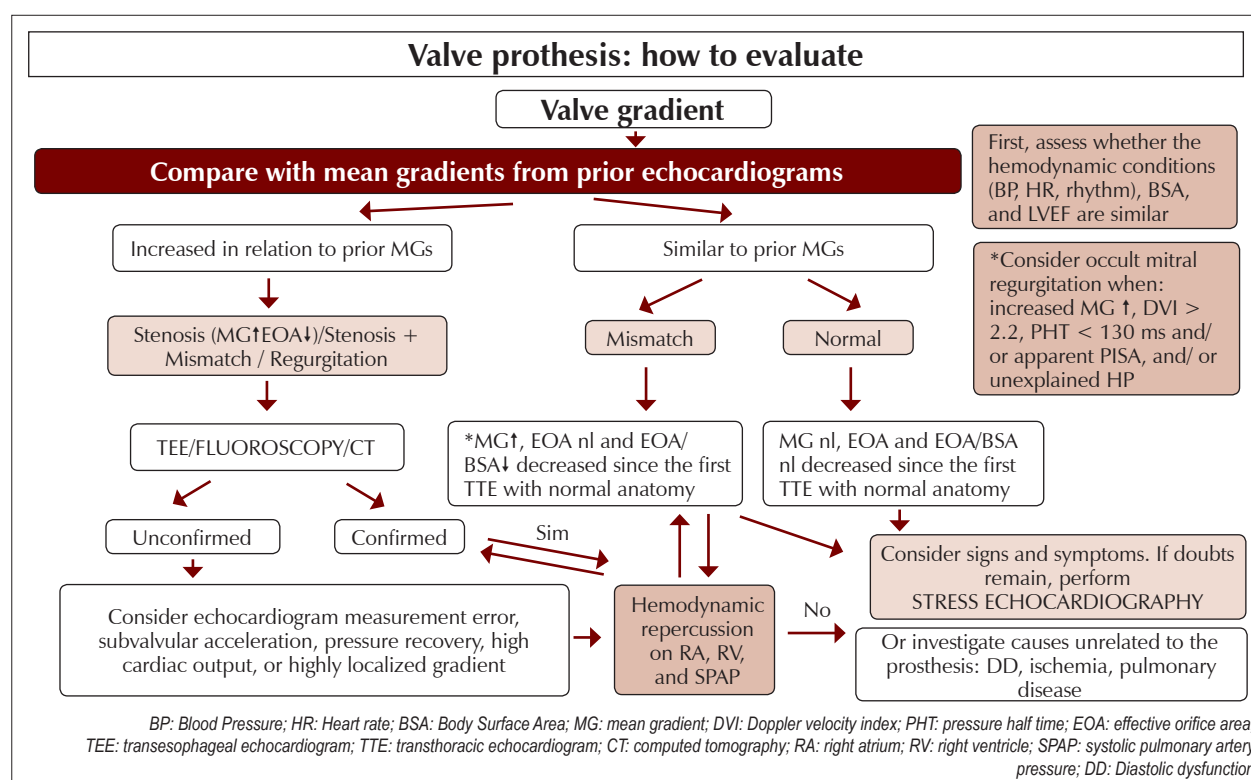 Valve prothesis: how to evaluate
Valve gradient
Compare with mean gradients from prior echocardiograms
First, assess whether the
hemodynamic conditions
(BP, HR, rhythm), BSA,
and LVEF are similar
Increased in relation to prior MGs
Similar to prior MGs
*Consider occult mitral
regurgitation when:
increased MG ⬆, DVI >
2.2, PHT < 130 ms and/
or apparent PISA, and/ or
unexplained HP
Stenosis (MG⬆EOA⬇)/Stenosis +
Mismatch / Regurgitation
Mismatch
Normal
TEE/FLUOROSCOPY/CT
*MG⬆, EOA nl and EOA/
BSA⬇ decreased since the first
TTE with normal anatomy
MG nl, EOA and EOA/BSA
nl decreased since the first
TTE with normal anatomy
Unconfirmed
Confirmed
Sim
Consider signs and symptoms. If doubts
remain, perform
STRESS ECHOCARDIOGRAPHY
Consider echocardiogram measurement error,
subvalvular acceleration, pressure recovery, high
cardiac output, or highly localized gradient
Hemodynamic
repercussion
on RA, RV,
and SPAP
No
Or investigate causes unrelated to the
prosthesis: DD, ischemia, pulmonary
disease
BP: Blood Pressure; HR: Heart rate; BSA: Body Surface Area; MG: mean gradient; DVI: Doppler velocity index; PHT: pressure half time; EOA: effective orifice area
TEE: transesophageal echocardiogram; TTE: transthoracic echocardiogram; CT: computed tomography; RA: right atrium; RV: right ventricle; SPAP: systolic pulmonary artery
pressure; DD: Diastolic dysfunction